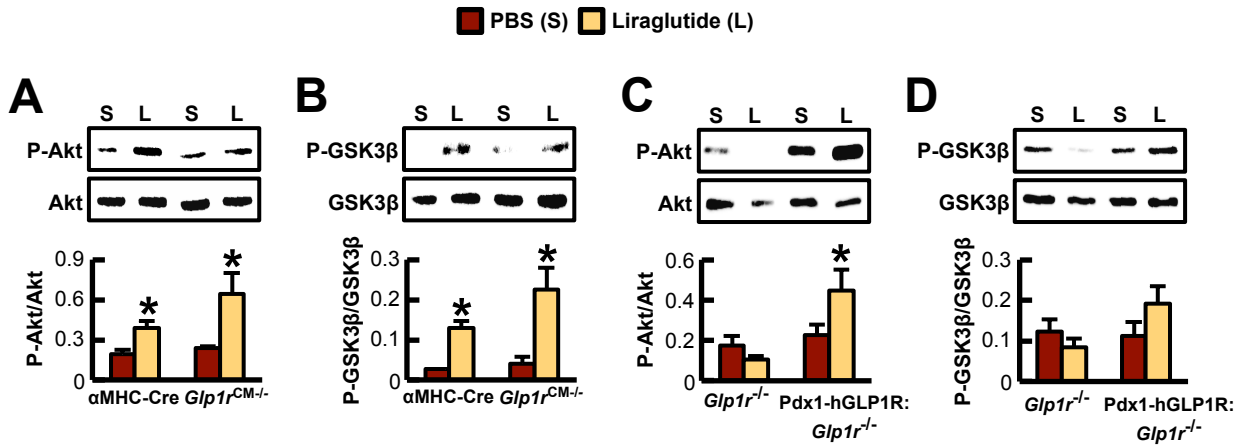 PBS (S) Liraglutide (L)
A
S L S L
P-Akt
Akt
P-Akt/Akt
0.9
0.6
0.3
0
* *
αMHC-Cre Glp1rCM-/-
B
S L S L
P-GSK3β
GSK3β
P-GSK3β/GSK3β
0.3
0.2
0.1
0
* *
αMHC-Cre Glp1rCM-/-
C
S L S L
P-Akt
Akt
P-Akt/Akt
0.6
0.4
0.2
0
*
Glp1r-/- Pdx1-hGLP1R:
Glp1r-/-
D
S L S L
P-GSK3β
GSK3β
P-GSK3β/GSK3β
0.3
0.2
0.1
0
Glp1r-/- Pdx1-hGLP1R:
Glp1r-/-